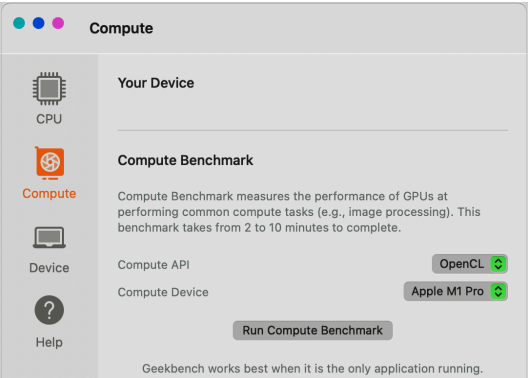 Compute
CPU
Compute
Device
Help
Your Device
Compute Benchmark
Compute Benchmark measures the performance of GPUs at
performing common compute tasks (e.g., image processing). This
benchmark takes from 2 to 10 minutes to complete.
Compute API OpenCL
Compute Device Apple M1 Pro
Run Compute Benchmark
Geekbench works best when it is the only application running.